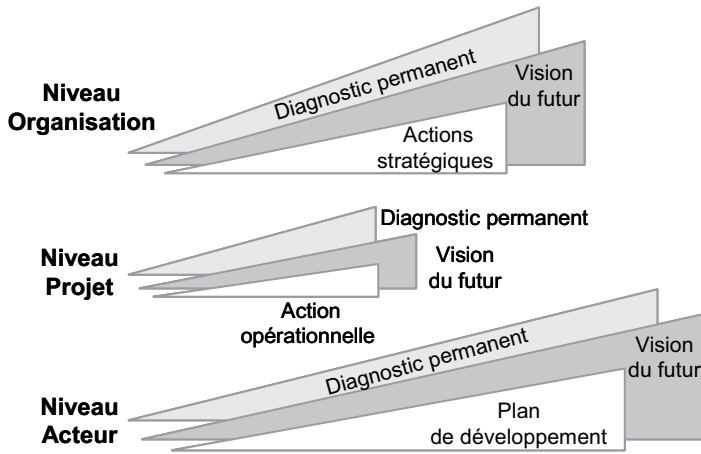 Niveau
Organisation
Diagnostic permanent
Vision
du futur
Actions
stratégiques
Niveau
Projet
Diagnostic permanent
Vision
du futur
Action
opérationnelle
Niveau
Acteur
Diagnostic permanent
Vision
du futur
Plan
de développement